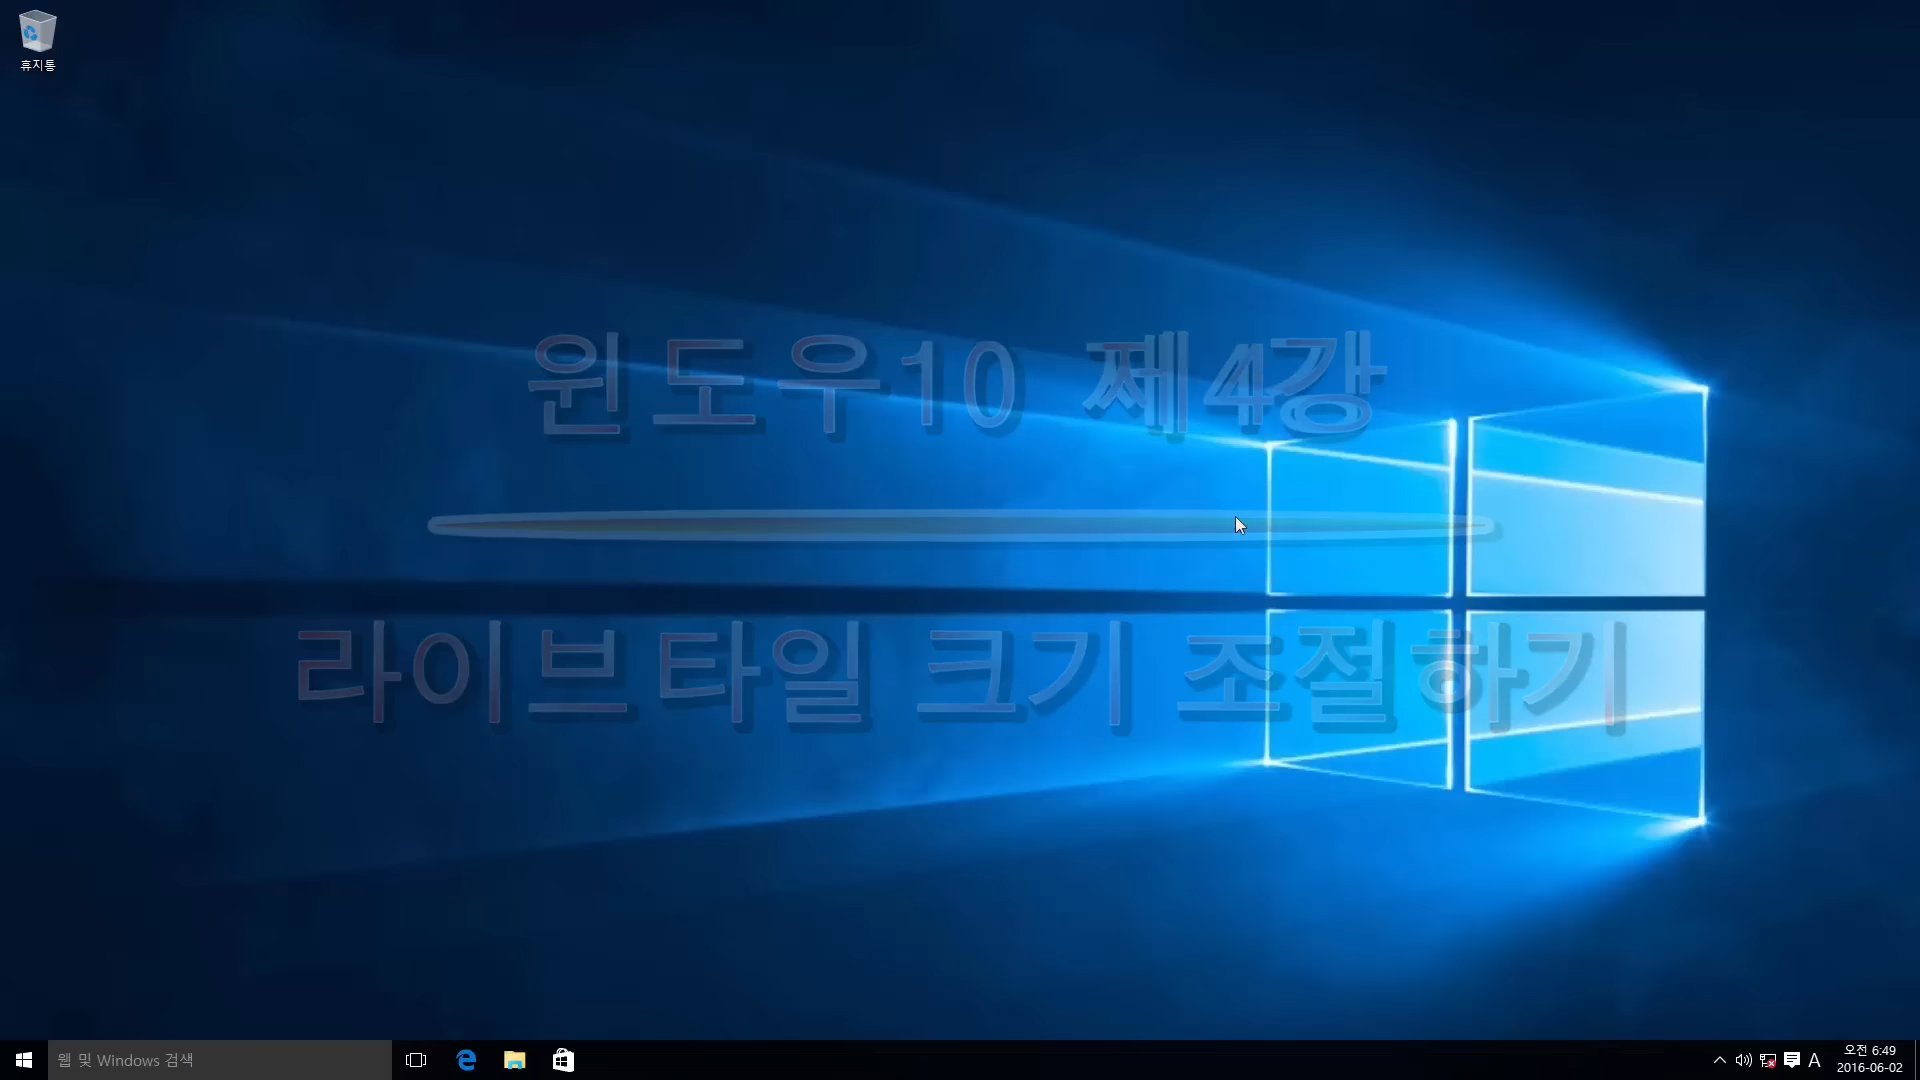 휴지통
윈도우10 제4강
라이브타일 크기 조절하기
웹 및 Windows 검색
A
오전 6:49
2016-06-02